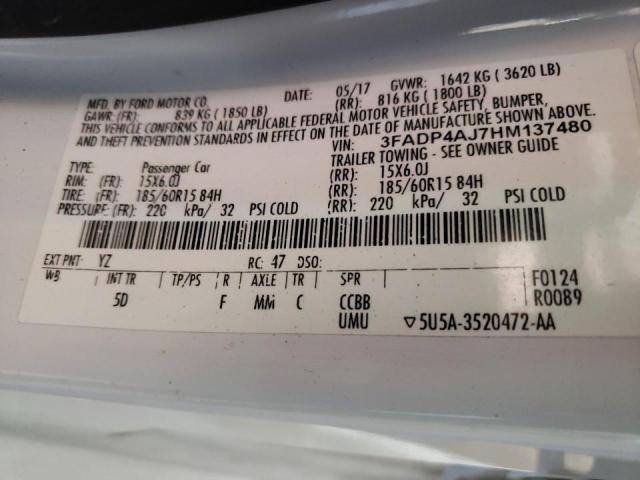 MFD. BY FORD MOTOR CO. DATE: 05/17 GVWR: 1642 KG ( 3620 LB)
GAWR: (FR): 839 KG ( 1850 LB) (RR): 816 KG ( 1800 LB)
THIS VEHICLE CONFORMS TO ALL APPLICABLE FEDERAL MOTOR VEHICLE SAFETY, BUMPER,
AND THEFT PREVENTION STANDARDS IN EFFECT ON THE DATE OF MANUFACTURE SHOWN ABOVE.
VIN: 3FADP4AJ7HM137480
TYPE: Passenger Car TRAILER TOWING - SEE OWNER GUIDE
RIM: (FR): 15X6.0J (RR): 15X6.0J
TIRE: (FR): 185/60R15 84H (RR): 185/60R15 84H
PRESSURE: (FR): 220 kPa/ 32 PSI COLD (RR): 220 kPa/ 32 PSI COLD
EXT PNT: YZ RC: 47 DSO:
WB INT TR TP/PS R AXLE TR SPR F0124
5D F MM C CCBB R0089
UMU ▽5U5A-3520472-AA